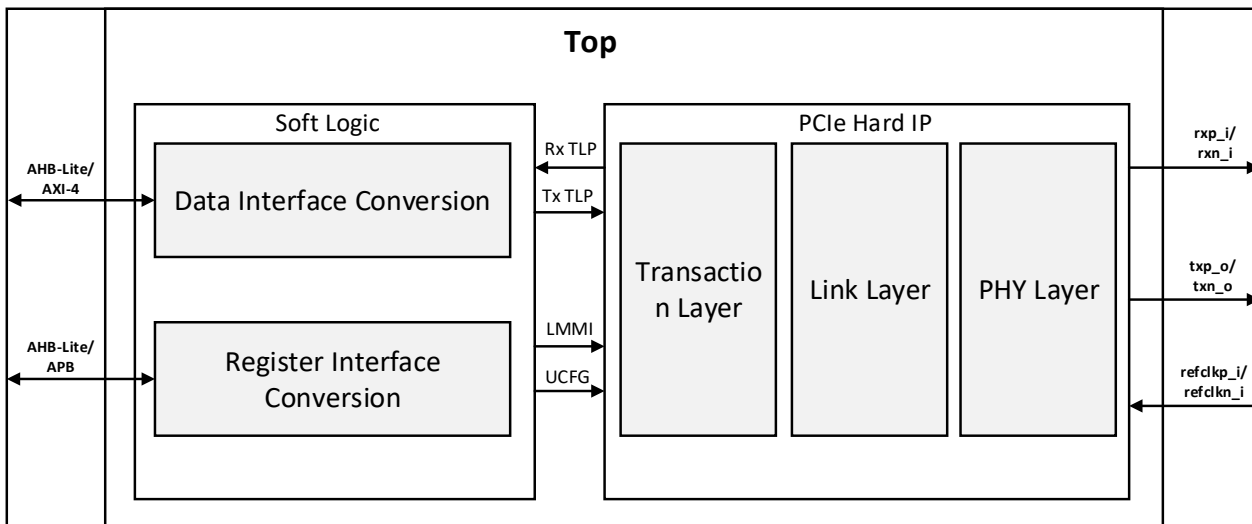 Top
Soft Logic
PCIe Hard IP
AHB-Lite/
AXI-4
Data Interface Conversion
Rx TLP
Tx TLP
AHB-Lite/
APB
Register Interface
Conversion
LMMI
UCFG
Transactio
n Layer
Link Layer
PHY Layer
rxp_i/
rxn_i
txp_o/
txn_o
refclkp_i/
refclkn_i